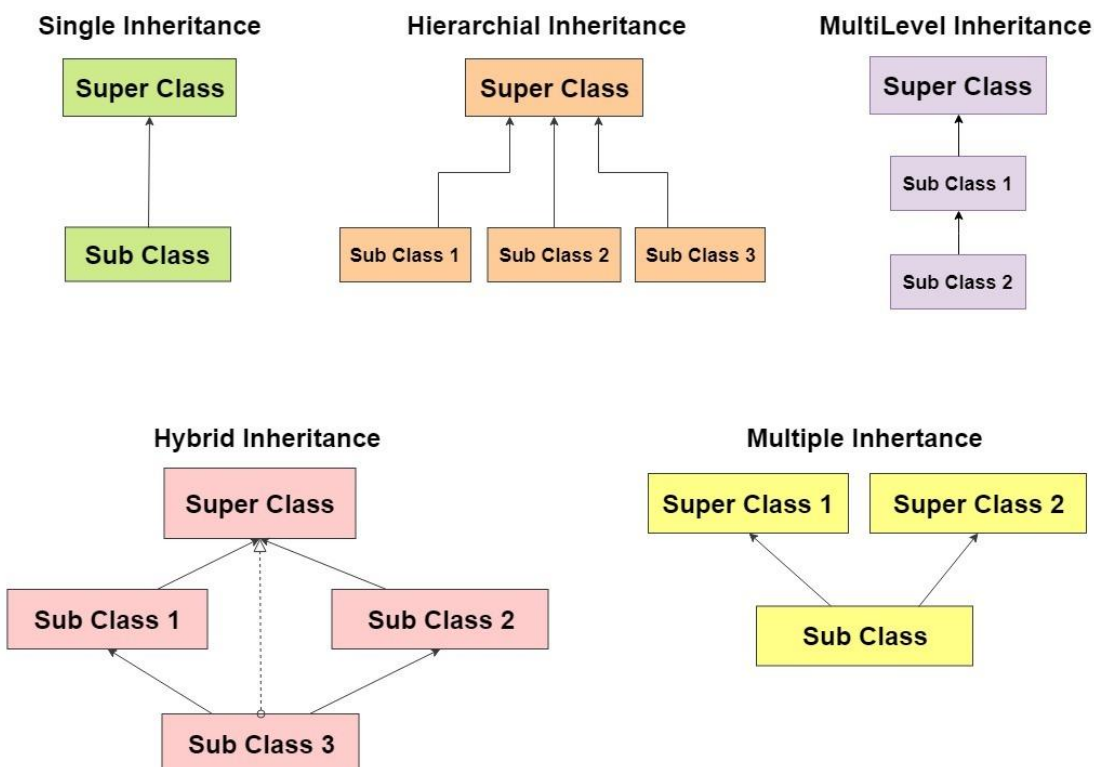 Single Inheritance
Super Class
Sub Class
Hierarchial Inheritance
Super Class
Sub Class 1
Sub Class 2
Sub Class 3
MultiLevel Inheritance
Super Class
Sub Class 1
Sub Class 2
Hybrid Inheritance
Super Class
Sub Class 1
Sub Class 2
Sub Class 3
Multiple Inhertance
Super Class 1
Super Class 2
Sub Class